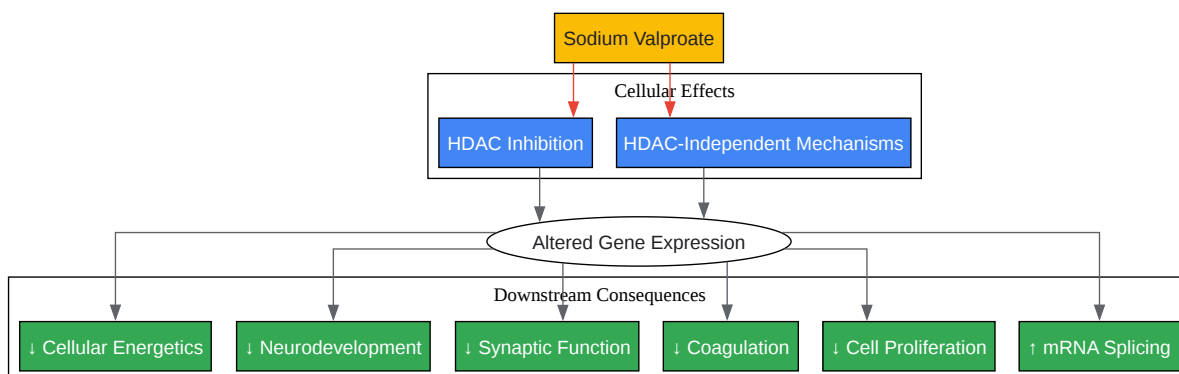 Sodium Valproate
Cellular Effects
HDAC Inhibition
HDAC-Independent Mechanisms
Altered Gene Expression
Downstream Consequences
↓ Cellular Energetics
↓ Neurodevelopment
↓ Synaptic Function
↓ Coagulation
↓ Cell Proliferation
↑ mRNA Splicing